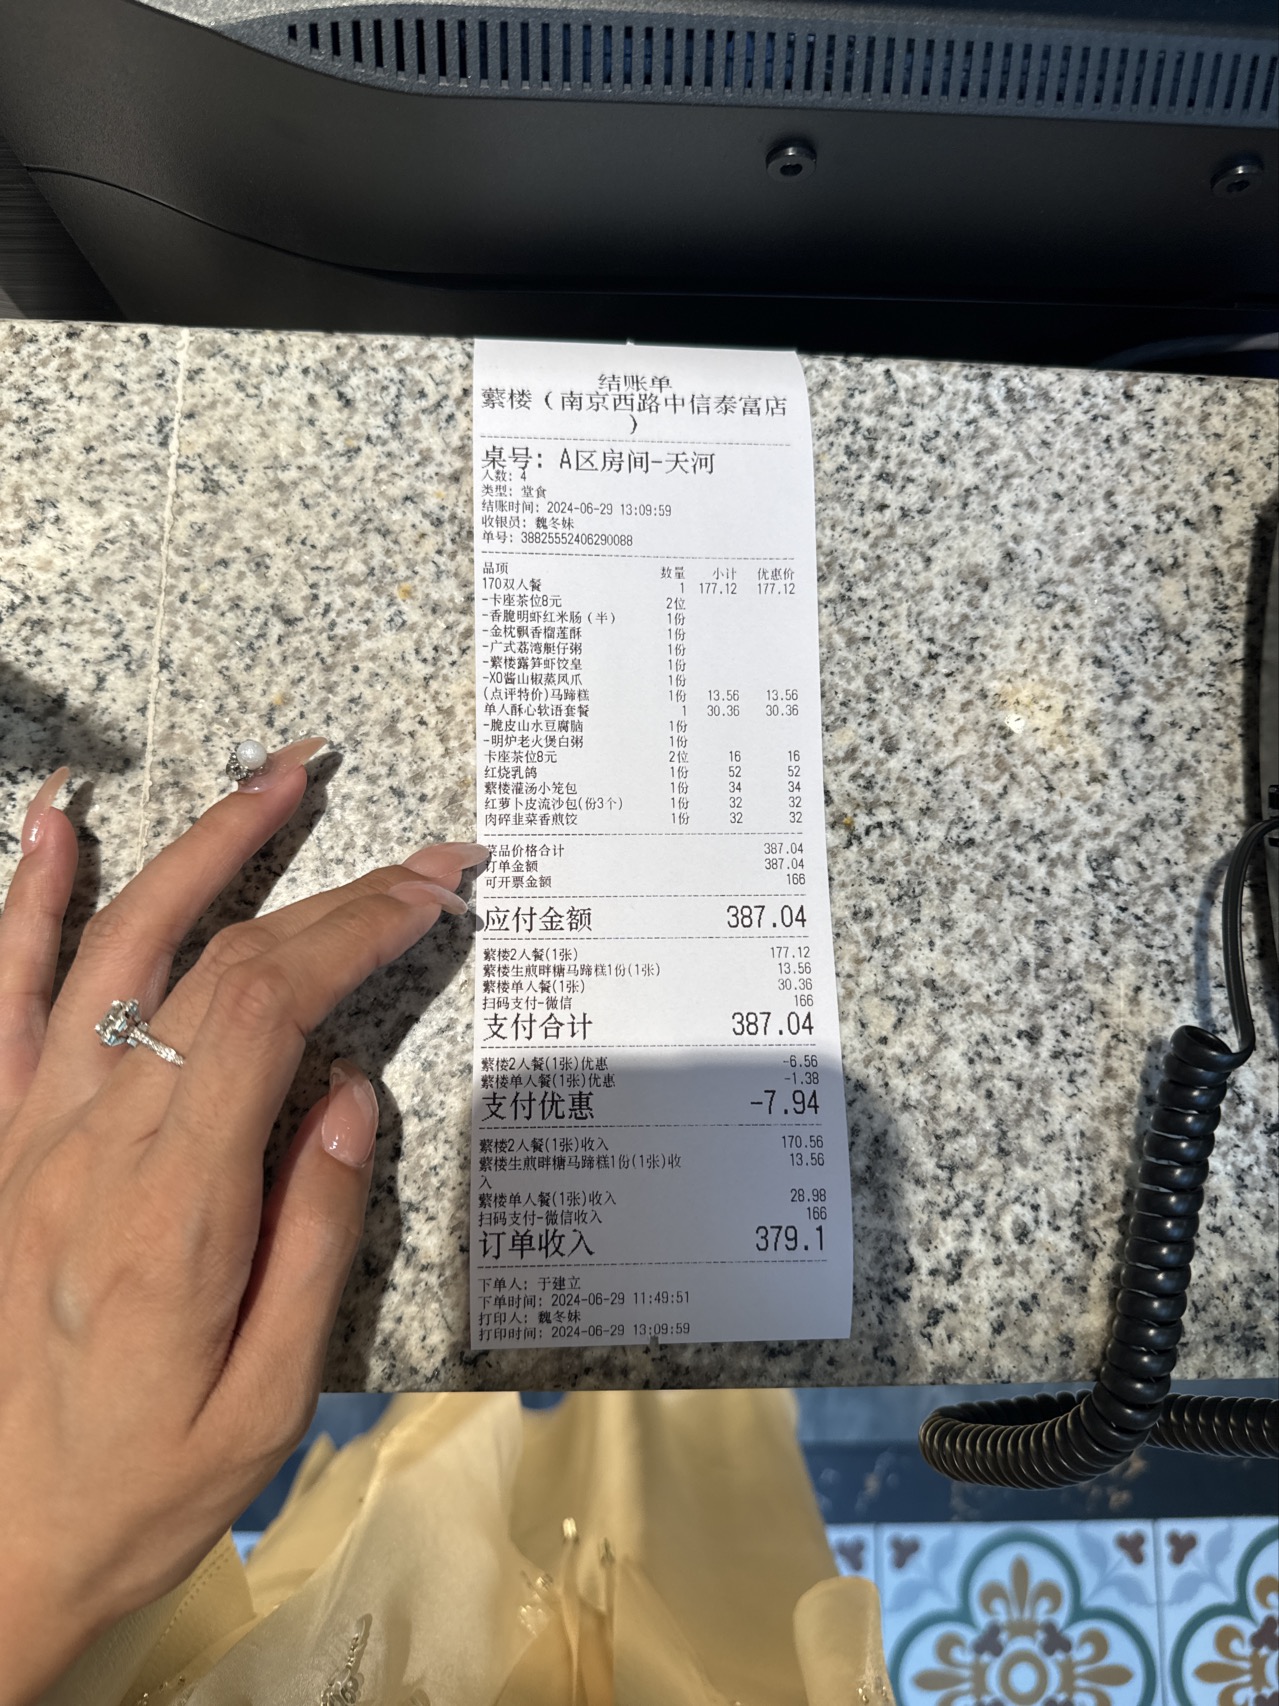 结账单
蘩楼（南京西路中信泰富店
）
桌号：A区房间-天河
人数：4
类型：堂食
结账时间：2024-06-29 13:09:59
收银员：魏冬妹
单号：38825552406290088
品项 数量 小计 优惠价
170双人餐 1 177.12 177.12
-卡座茶位8元 2位
-香脆明虾红米肠（半） 1份
-金枕飘香榴莲酥 1份
-广式荔湾艇仔粥 1份
-蘩楼露笋虾饺皇 1份
-XO酱山椒蒸凤爪 1份
(点评特价)马蹄糕 1份 13.56 13.56
单人酥心软语套餐 1 30.36 30.36
-脆皮山水豆腐脑 1份
-明炉老火煲白粥 1份
卡座茶位8元 2位 16 16
红烧乳鸽 1份 52 52
蘩楼灌汤小笼包 1份 34 34
红萝卜皮流沙包(份3个) 1份 32 32
肉碎韭菜香煎饺 1份 32 32
菜品价格合计 387.04
订单金额 387.04
可开票金额 166
应付金额 387.04
蘩楼2人餐(1张) 177.12
蘩楼生煎畔糖马蹄糕1份(1张) 13.56
蘩楼单人餐(1张) 30.36
扫码支付-微信 166
支付合计 387.04
蘩楼2人餐(1张)优惠 -6.56
蘩楼单人餐(1张)优惠 -1.38
支付优惠 -7.94
蘩楼2人餐(1张)收入 170.56
蘩楼生煎畔糖马蹄糕1份(1张)收 13.56
入
蘩楼单人餐(1张)收入 28.98
扫码支付-微信收入 166
订单收入 379.1
下单人：于建立
下单时间：2024-06-29 11:49:51
打印人：魏冬妹
打印时间：2024-06-29 13:09:59